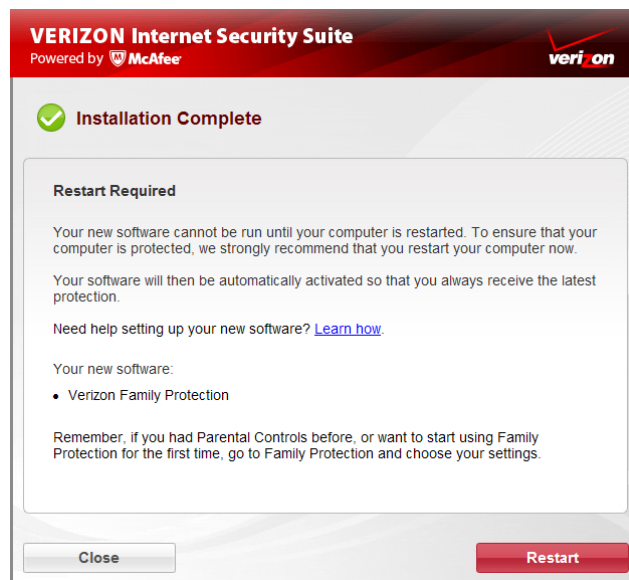 VERIZON Internet Security Suite
Powered by McAfee
verizon
Installation Complete
Restart Required
Your new software cannot be run until your computer is restarted. To ensure that your
computer is protected, we strongly recommend that you restart your computer now.
Your software will then be automatically activated so that you always receive the latest
protection.
Need help setting up your new software? Learn how.
Your new software:
• Verizon Family Protection
Remember, if you had Parental Controls before, or want to start using Family
Protection for the first time, go to Family Protection and choose your settings.
Close
Restart